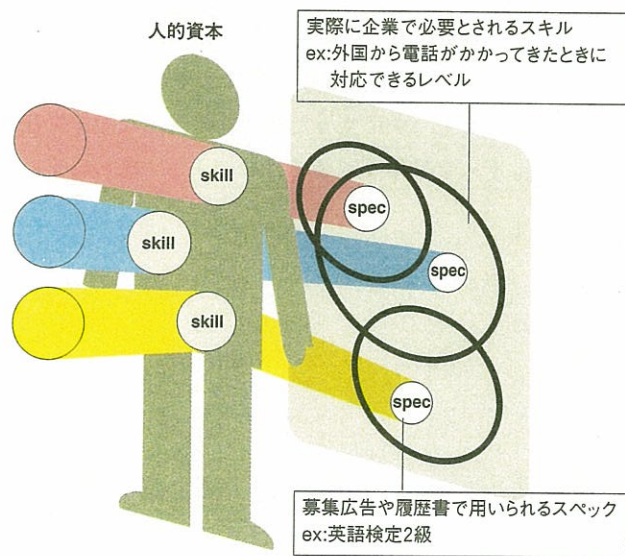 人的資本
実際に企業で必要とされるスキル
ex:外国から電話がかかってきたときに
対応できるレベル
skill
spec
skill
spec
skill
spec
募集広告や履歴書で用いられるスペック
ex:英語検定2級